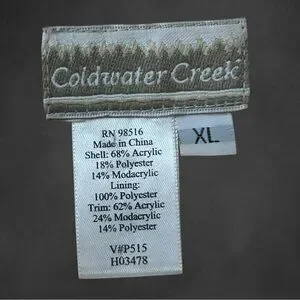 Coldwater Creek
XL
RN 98516
Made in China
Shell: 68% Acrylic
18% Polyester
14% Modacrylic
Lining:
100% Polyester
Trim: 62% Acrylic
24% Modacrylic
14% Polyester
V#P515
H03478